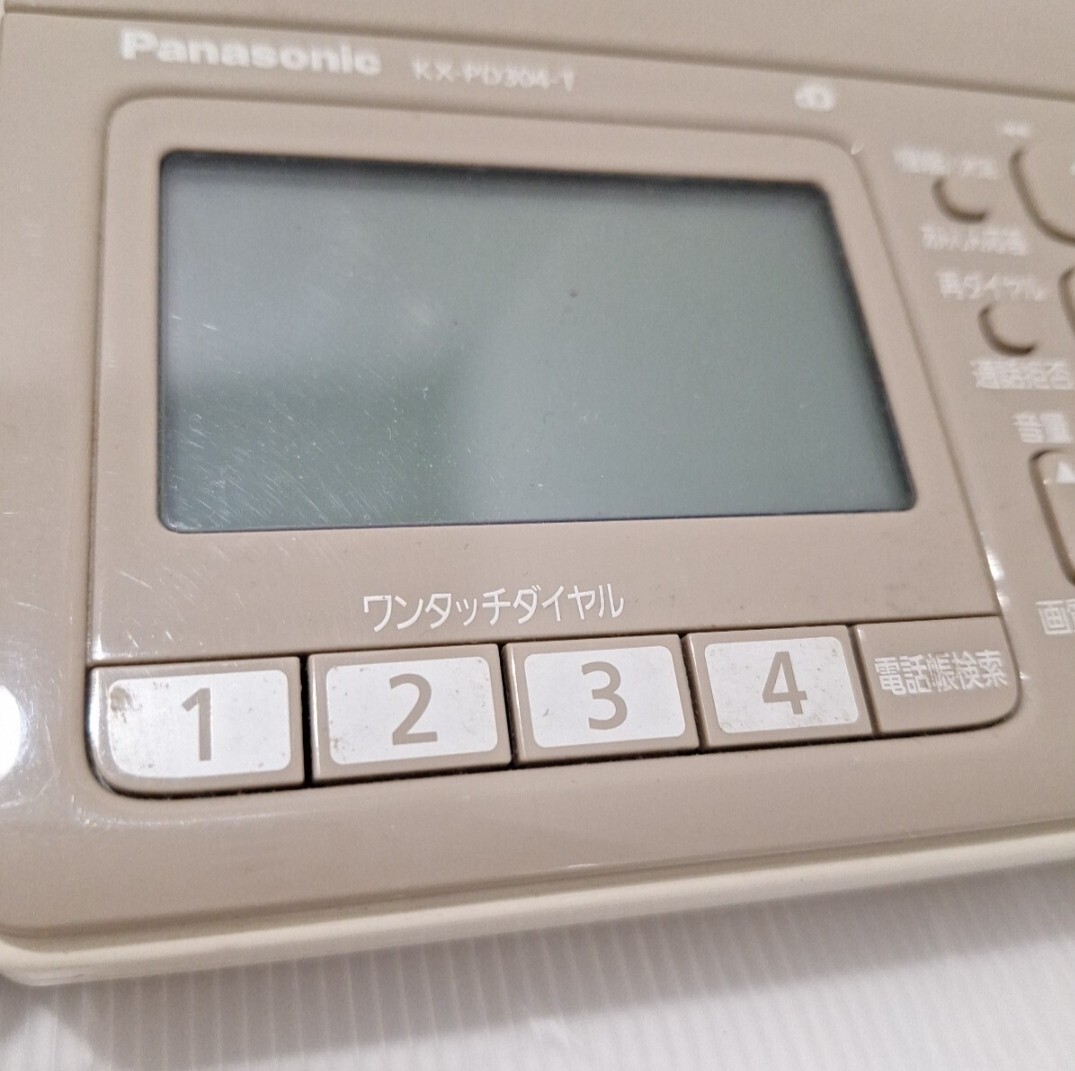 Panasonic KX-PD304-T
再ダイヤル
通話拒否
音量
▲
ワンタッチダイヤル
1 2 3 4 電話帳検索